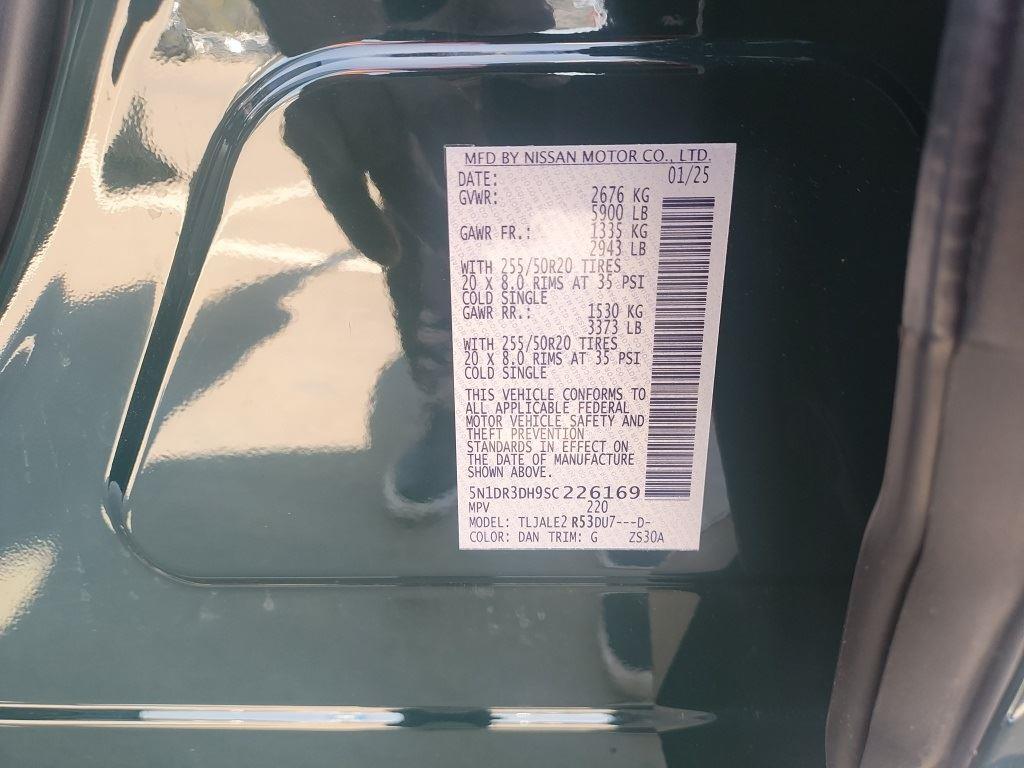 MFD BY NISSAN MOTOR CO., LTD.
DATE: 01/25
GVWR: 2676 KG
5900 LB
GAWR FR.: 1335 KG
2943 LB
WITH 255/50R20 TIRES
20 X 8.0 RIMS AT 35 PSI
COLD SINGLE
GAWR RR.: 1530 KG
3373 LB
WITH 255/50R20 TIRES
20 X 8.0 RIMS AT 35 PSI
COLD SINGLE
THIS VEHICLE CONFORMS TO
ALL APPLICABLE FEDERAL
MOTOR VEHICLE SAFETY AND
THEFT PREVENTION
STANDARDS IN EFFECT ON
THE DATE OF MANUFACTURE
SHOWN ABOVE.
5N1DR3DH9SC226169
MPV 220
MODEL: TLJALE2 R53DU7---D-
COLOR: DAN TRIM: G ZS30A